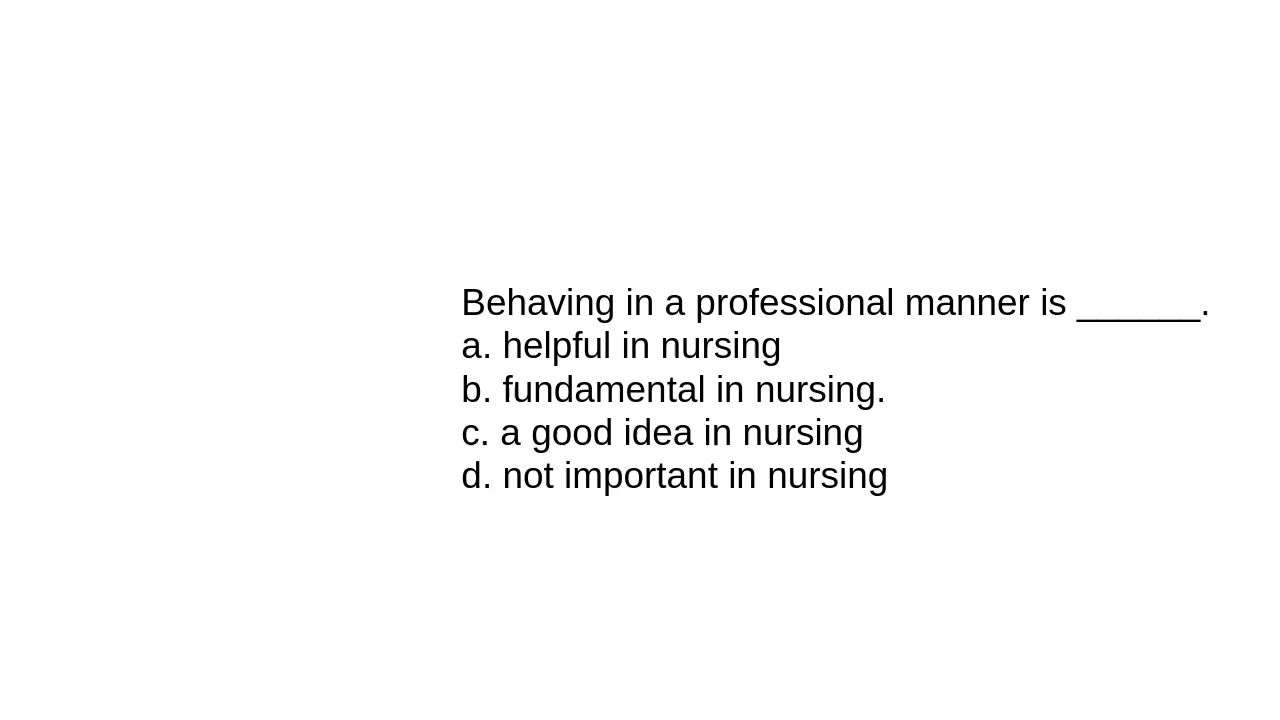 Behaving in a professional manner is ______.
a. helpful in nursing
b. fundamental in nursing.
c. a good idea in nursing
d. not important in nursing